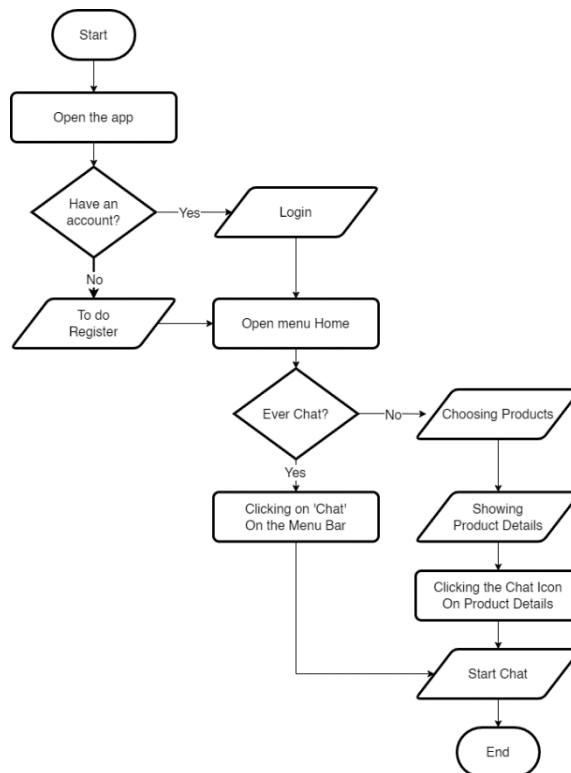 Start
Open the app
Have an
account?
Yes
Login
No
To do
Register
Open menu Home
Ever Chat?
No
Choosing Products
Yes
Clicking on 'Chat'
On the Menu Bar
Showing
Product Details
Clicking the Chat Icon
On Product Details
Start Chat
End